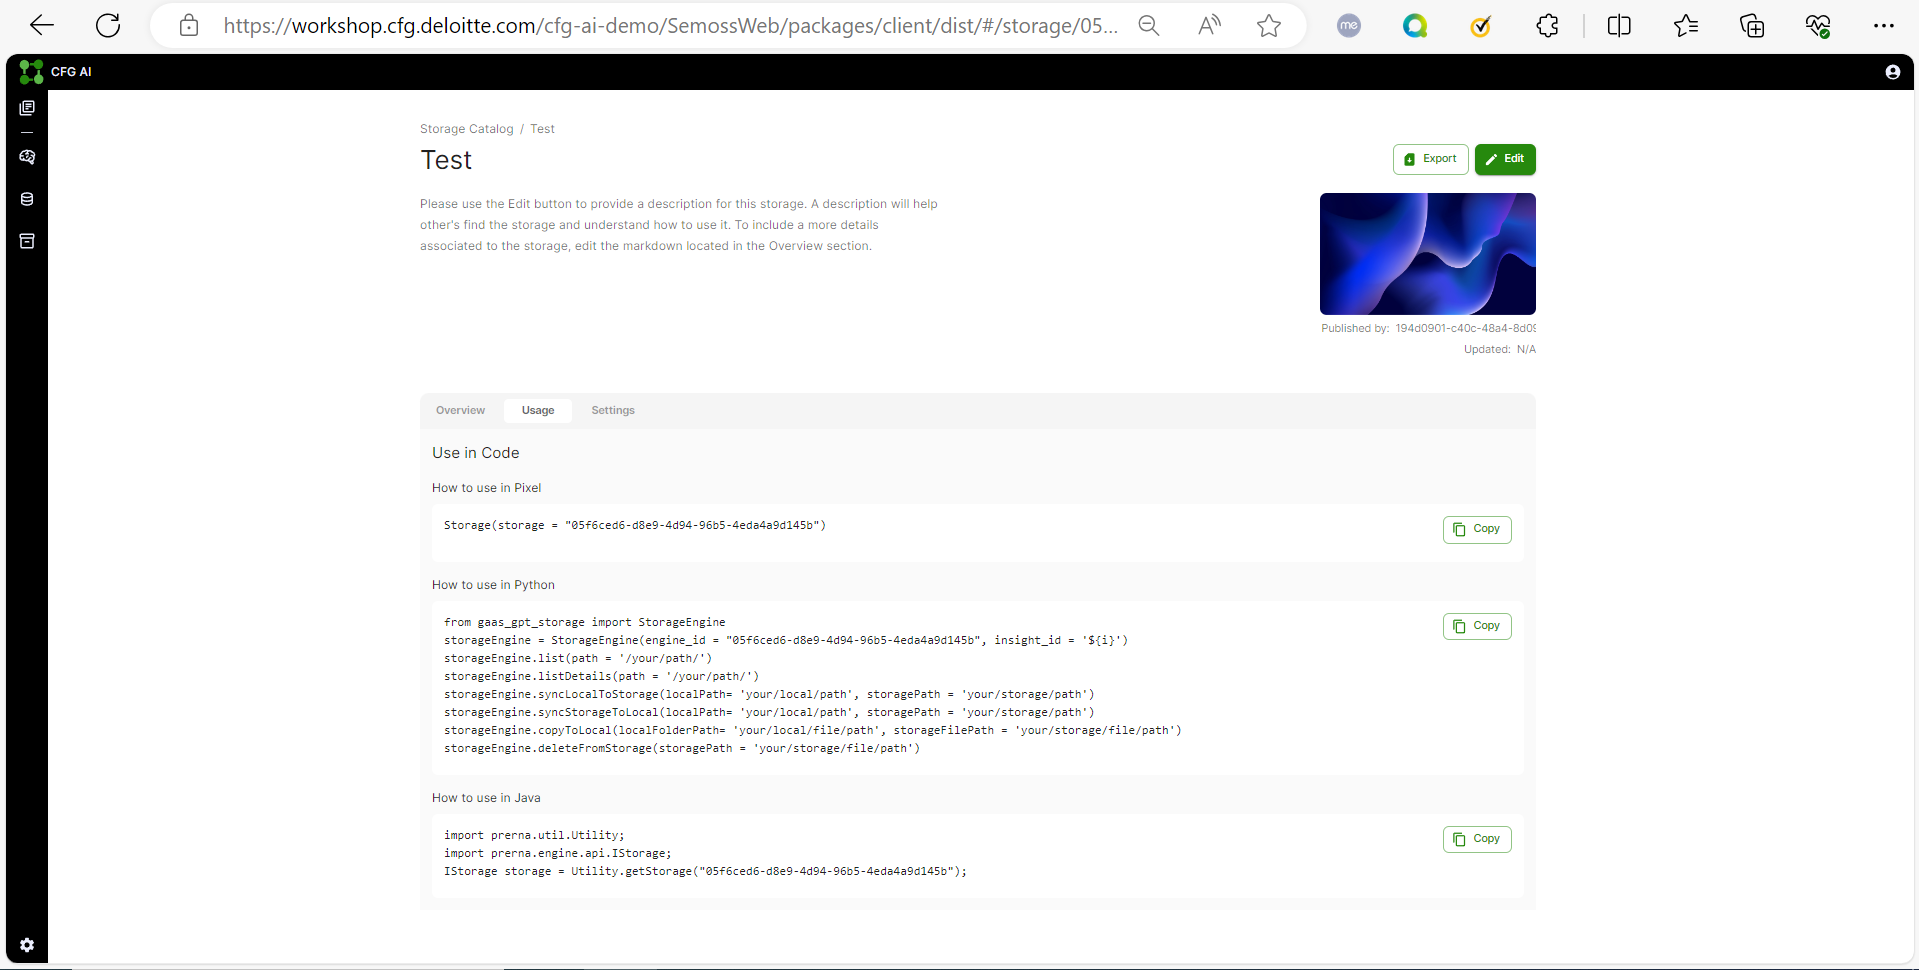 https://workshop.cfg.deloitte.com/cfg-ai-demo/SemossWeb/packages/client/dist/#/storage/05...
me
CFG AI
Storage Catalog / Test
Test
Export
Edit
Please use the Edit button to provide a description for this storage. A description will help
other's find the storage and understand how to use it. To include a more details
associated to the storage, edit the markdown located in the Overview section.
Published by: 194d0901-c40c-48a4-8d09
Updated: N/A
Overview Usage Settings
Use in Code
How to use in Pixel
Storage(storage = "05f6ced6-d8e9-4d94-96b5-4eda4a9d145b")
Copy
How to use in Python
from gaas_gpt_storage import StorageEngine
Copy
storageEngine = StorageEngine(engine_id = "05f6ced6-d8e9-4d94-96b5-4eda4a9d145b", insight_id = '${i}')
storageEngine.list(path = '/your/path/')
storageEngine.listDetails(path = '/your/path/')
storageEngine.syncLocalToStorage(localPath= 'your/local/path', storagePath = 'your/storage/path')
storageEngine.syncStorageToLocal(localPath= 'your/local/path', storagePath = 'your/storage/path')
storageEngine.copyToLocal(localFolderPath= 'your/local/file/path', storageFilePath = 'your/storage/file/path')
storageEngine.deleteFromStorage(storagePath = 'your/storage/file/path')
How to use in Java
import prerna.util.Utility;
Copy
import prerna.engine.api.IStorage;
IStorage storage = Utility.getStorage("05f6ced6-d8e9-4d94-96b5-4eda4a9d145b");